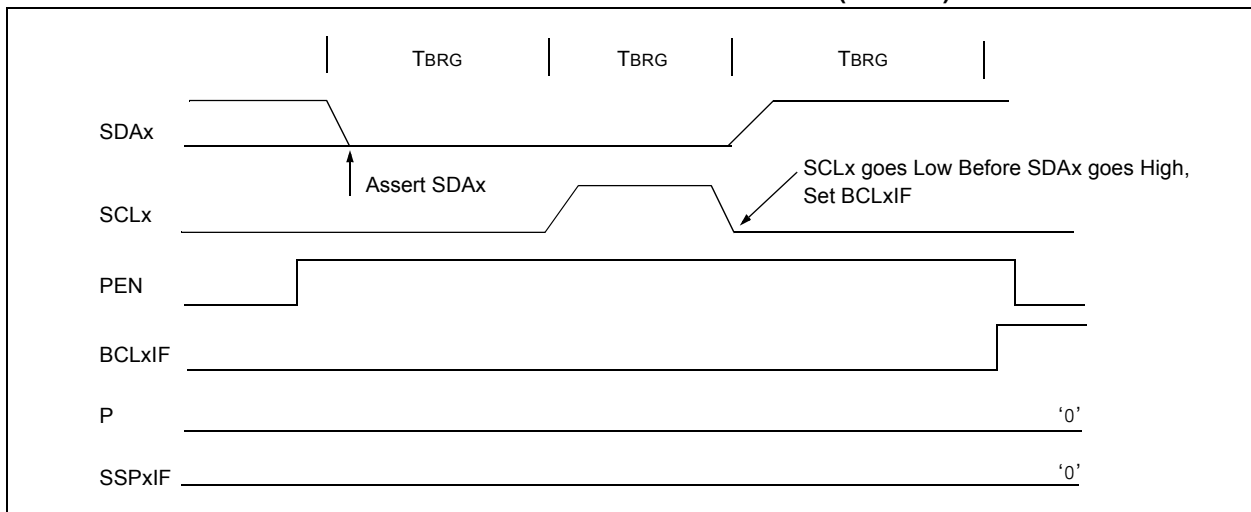 TBRG TBRG TBRG
SDAx
Assert SDAx
SCLx goes Low Before SDAx goes High,
Set BCLxIF
SCLx
PEN
BCLxIF
P ‘0’
SSPxIF ‘0’